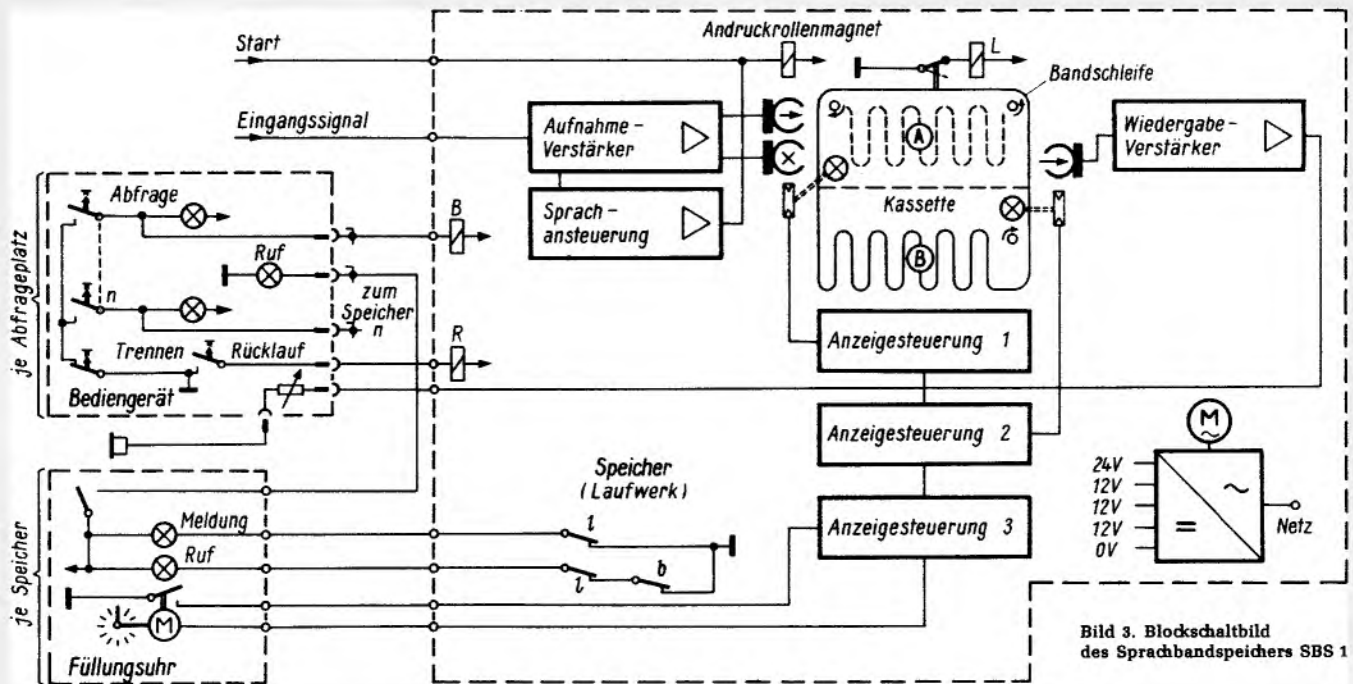 Start
Andruckrollenmagnet
L
Bandschleife
Eingangssignal
Aufnahme-
Verstärker
A
Wiedergabe-
Verstärker
je Abfrageplatz
Abfrage
B
Sprach-
ansteuerung
Kassette
Ruf
B
n
zum
Speicher
n
Trennen
Rücklauf
R
Anzeigesteuerung 1
Bediengerät
Anzeigesteuerung 2
M
je Speicher
Speicher
(Laufwerk)
24V
12V
12V
12V
0V
Netz
Meldung
l
Anzeigesteuerung 3
Ruf
l
b
M
Füllungsuhr
Bild 3. Blockschaltbild
des Sprachbandspeichers SBS 1